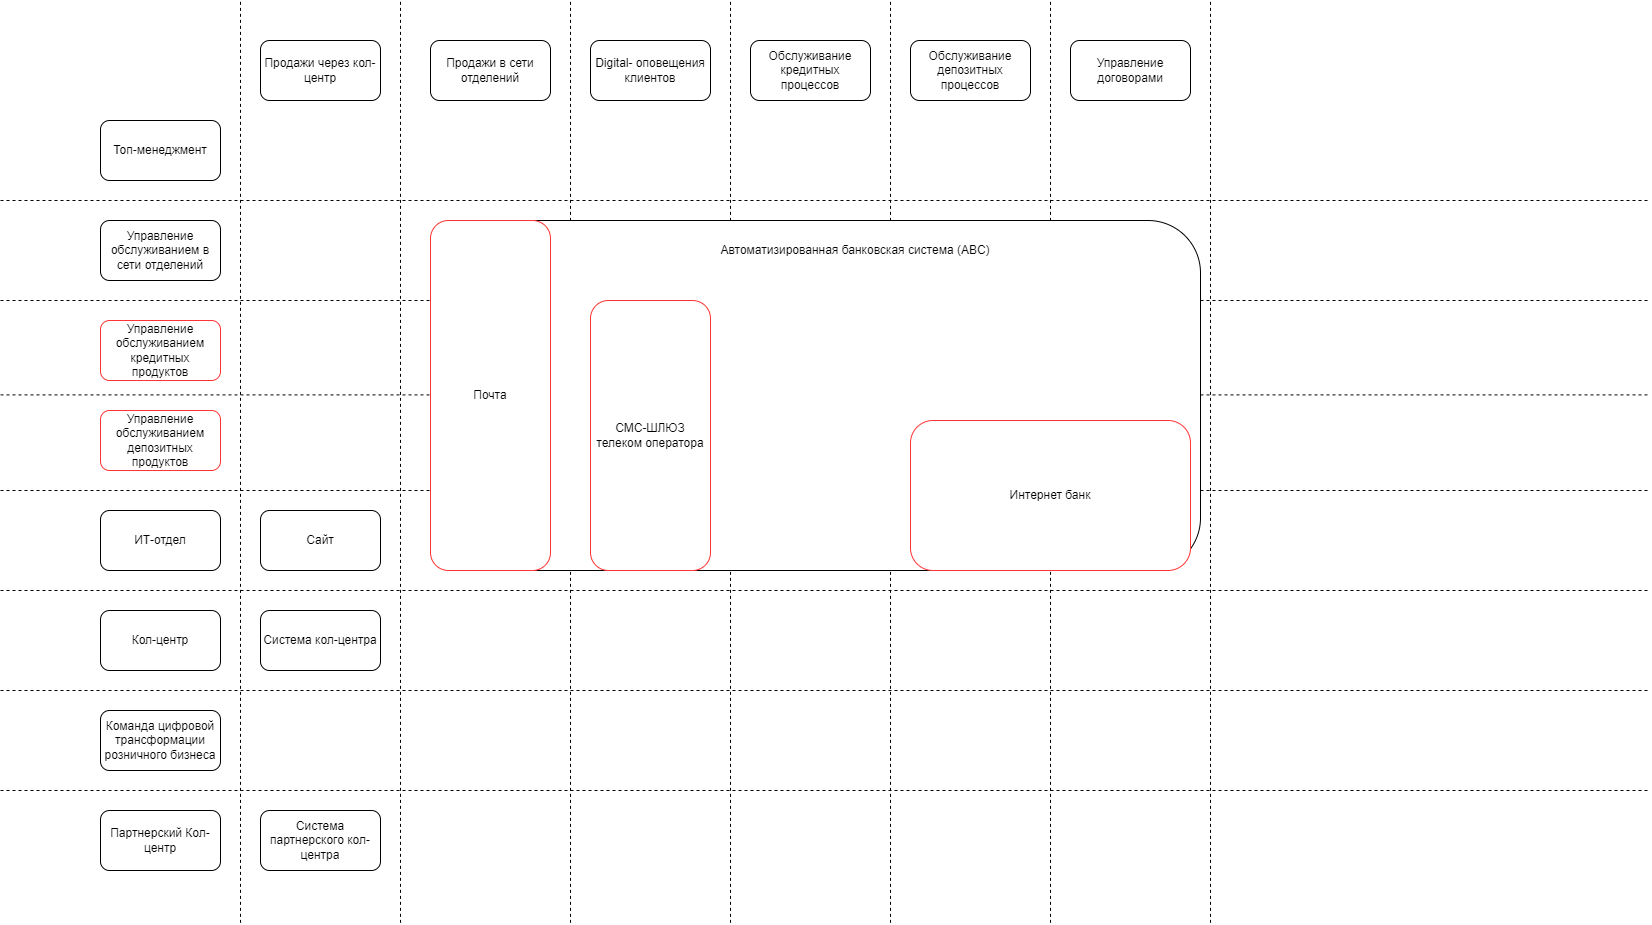 Продажи через кол-
центр
Продажи в сети
отделений
Digital- оповещения
клиентов
Обслуживание
кредитных
процессов
Обслуживание
депозитных
процессов
Управление
договорами
Топ-менеджмент
Управление
обслуживанием в
сети отделений
Автоматизированная банковская система (АВС)
Управление
обслуживанием
кредитных
продуктов
Почта
Управление
обслуживанием
депозитных
продуктов
СМС-ШЛЮЗ
телеком оператора
Интернет банк
ИТ-отдел
Сайт
Кол-центр
Система кол-центра
Команда цифровой
трансформации
розничного бизнеса
Партнерский Кол-
центр
Система
партнерского кол-
центра